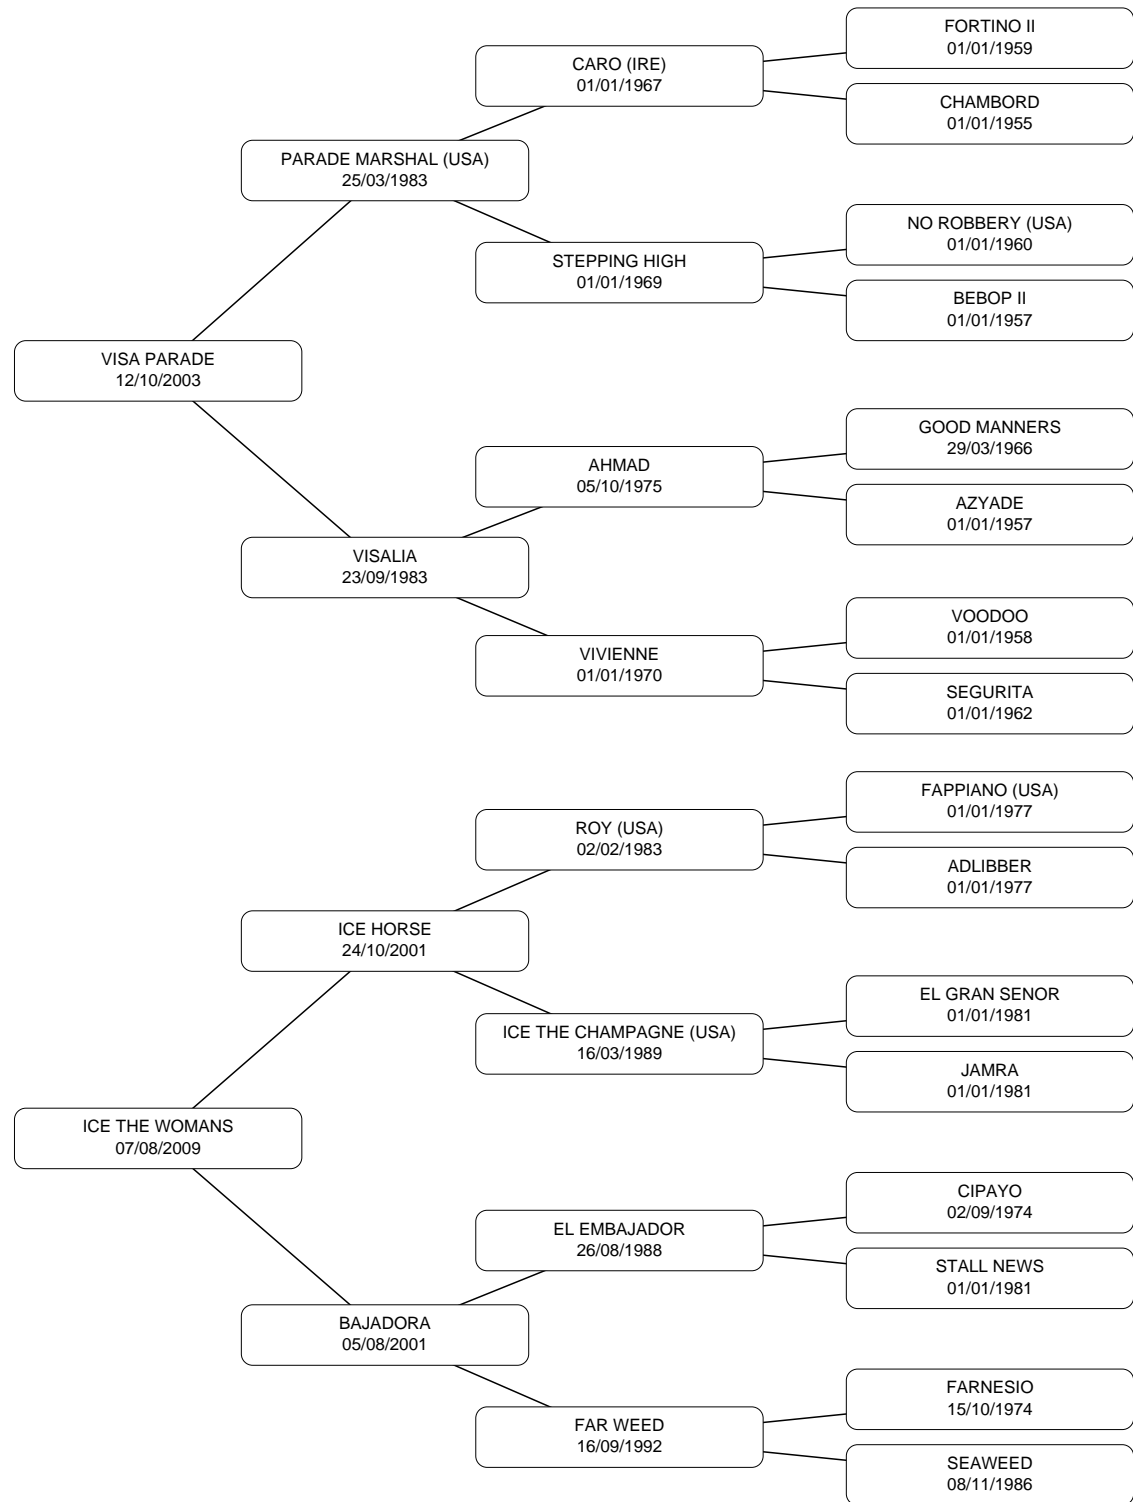 FORTINO II
01/01/1959
CARO (IRE)
01/01/1967
CHAMBORD
01/01/1955
PARADE MARSHAL (USA)
25/03/1983
NO ROBBERY (USA)
01/01/1960
STEPPING HIGH
01/01/1969
BEBOP II
01/01/1957
VISA PARADE
12/10/2003
GOOD MANNERS
29/03/1966
AHMAD
05/10/1975
AZYADE
01/01/1957
VISALIA
23/09/1983
VOODOO
01/01/1958
VIVIENNE
01/01/1970
SEGURITA
01/01/1962
FAPPIANO (USA)
01/01/1977
ROY (USA)
02/02/1983
ADLIBBER
01/01/1977
ICE HORSE
24/10/2001
EL GRAN SENOR
01/01/1981
ICE THE CHAMPAGNE (USA)
16/03/1989
JAMRA
01/01/1981
ICE THE WOMANS
07/08/2009
CIPAYO
02/09/1974
EL EMBAJADOR
26/08/1988
STALL NEWS
01/01/1981
BAJADORA
05/08/2001
FARNESIO
15/10/1974
FAR WEED
16/09/1992
SEAWEED
08/11/1986